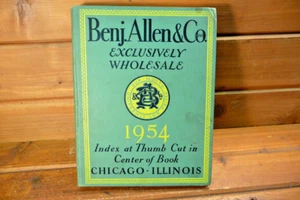 Benj. Allen & Co.
EXCLUSIVELY
WHOLESALE
1954
Index at Thumb Cut in
Center of Book
CHICAGO - ILLINOIS